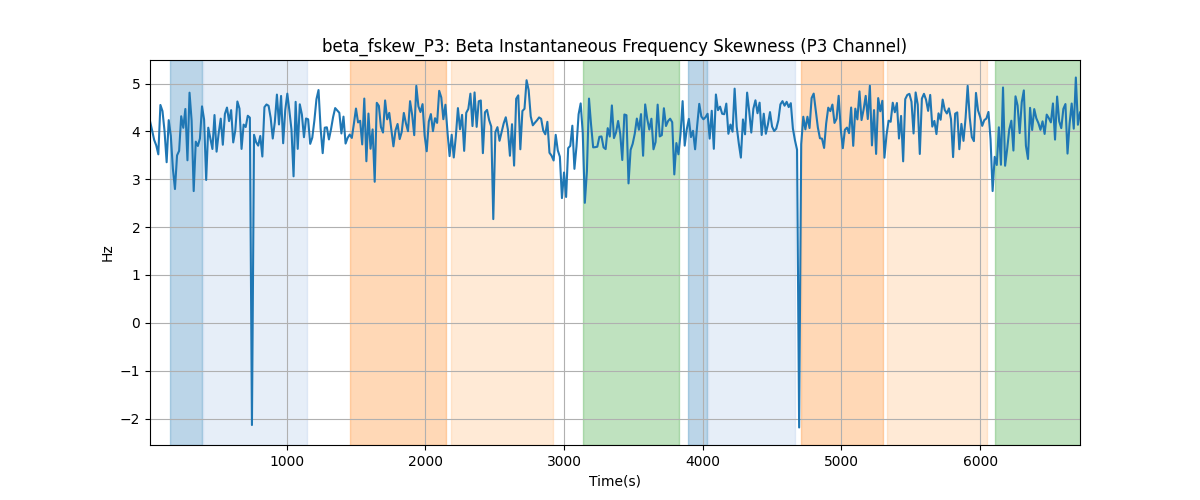 beta_fskew_P3: Beta Instantaneous Frequency Skewness (P3 Channel)
Hz
5
4
3
2
1
0
−1
−2
1000 2000 3000 4000 5000 6000
Time(s)